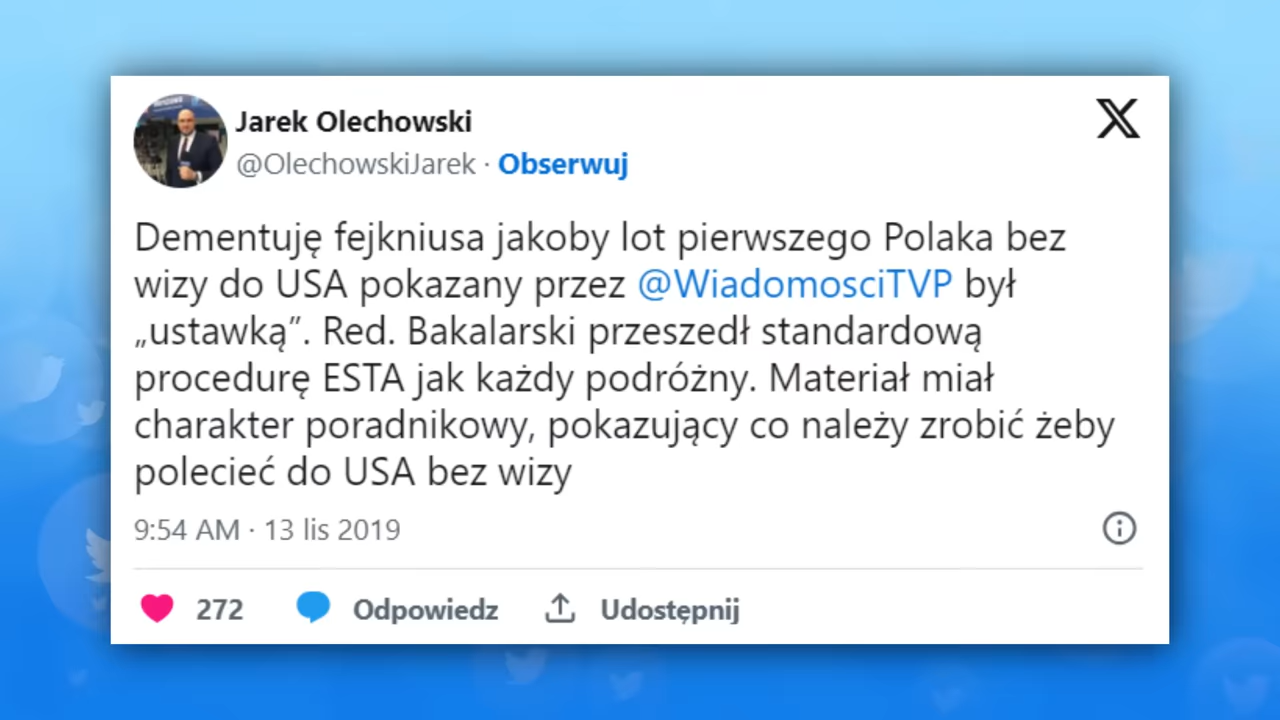 Jarek Olechowski
@OlechowskiJarek · Obserwuj
Dementuję fejkniusa jakoby lot pierwszego Polaka bez
wizy do USA pokazany przez @WiadomosciTVP był
„ustawką”. Red. Bakalarski przeszedł standardową
procedurę ESTA jak każdy podróżny. Materiał miał
charakter poradnikowy, pokazujący co należy zrobić żeby
polecieć do USA bez wizy
9:54 AM · 13 lis 2019
272 Odpowiedz Udostępnij